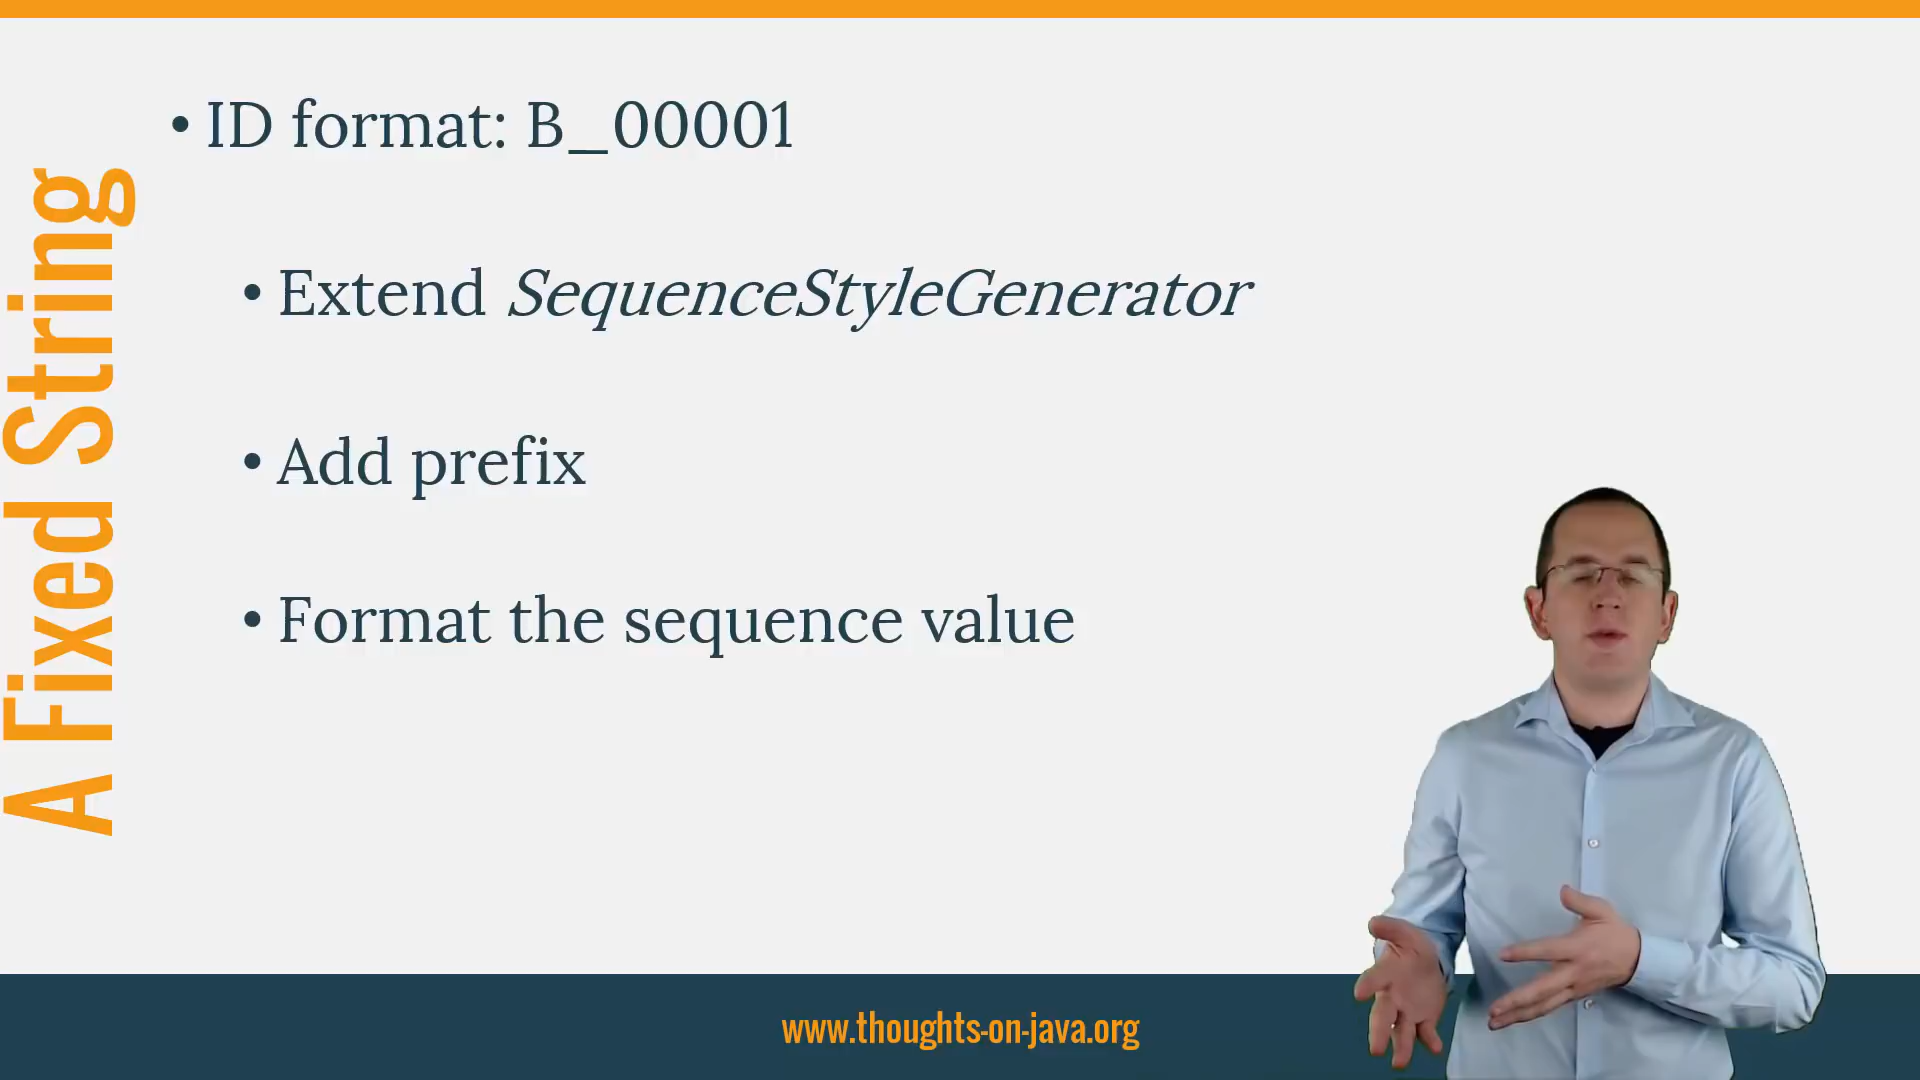 A Fixed String
• ID format: B_00001
• Extend SequenceStyleGenerator
• Add prefix
• Format the sequence value
www.thoughts-on-java.org